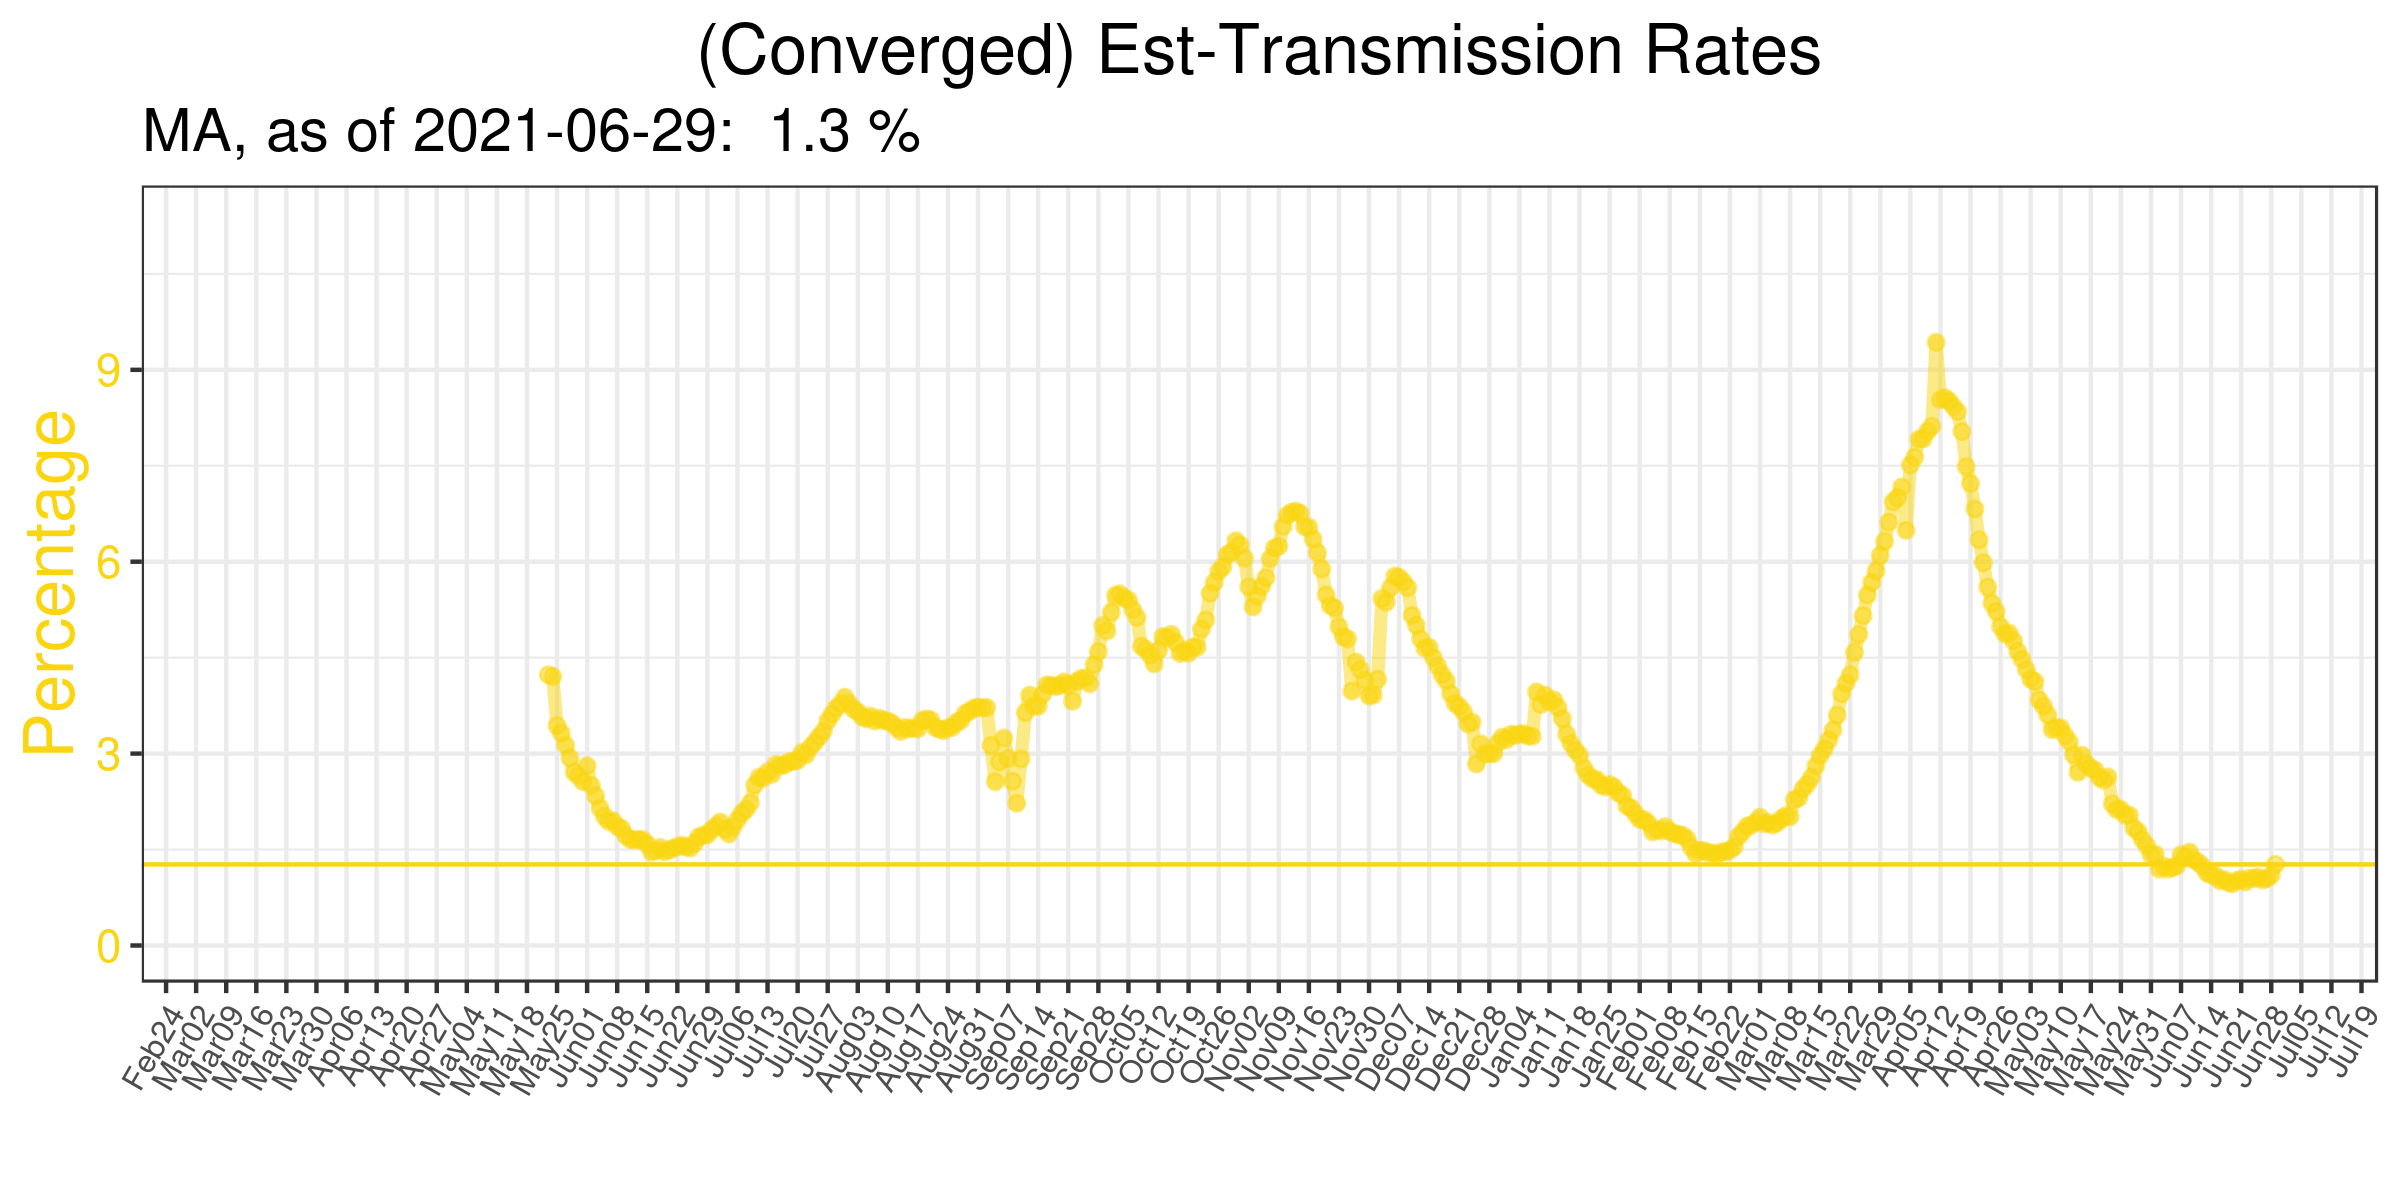 (Converged) Est-Transmission Rates
MA, as of 2021-06-29: 1.3 %
Percentage
9
6
3
0
Feb24
Mar02
Mar09
Mar16
Mar23
Mar30
Apr06
Apr13
Apr20
Apr27
May04
May11
May18
May25
Jun01
Jun08
Jun15
Jun22
Jun29
Jul06
Jul13
Jul20
Jul27
Aug03
Aug10
Aug17
Aug24
Aug31
Sep07
Sep14
Sep21
Sep28
Oct05
Oct12
Oct19
Oct26
Nov02
Nov09
Nov16
Nov23
Nov30
Dec07
Dec14
Dec21
Dec28
Jan04
Jan11
Jan18
Jan25
Feb01
Feb08
Feb15
Feb22
Mar01
Mar08
Mar15
Mar22
Mar29
Apr05
Apr12
Apr19
Apr26
May03
May10
May17
May24
May31
Jun07
Jun14
Jun21
Jun28
Jul05
Jul12
Jul19